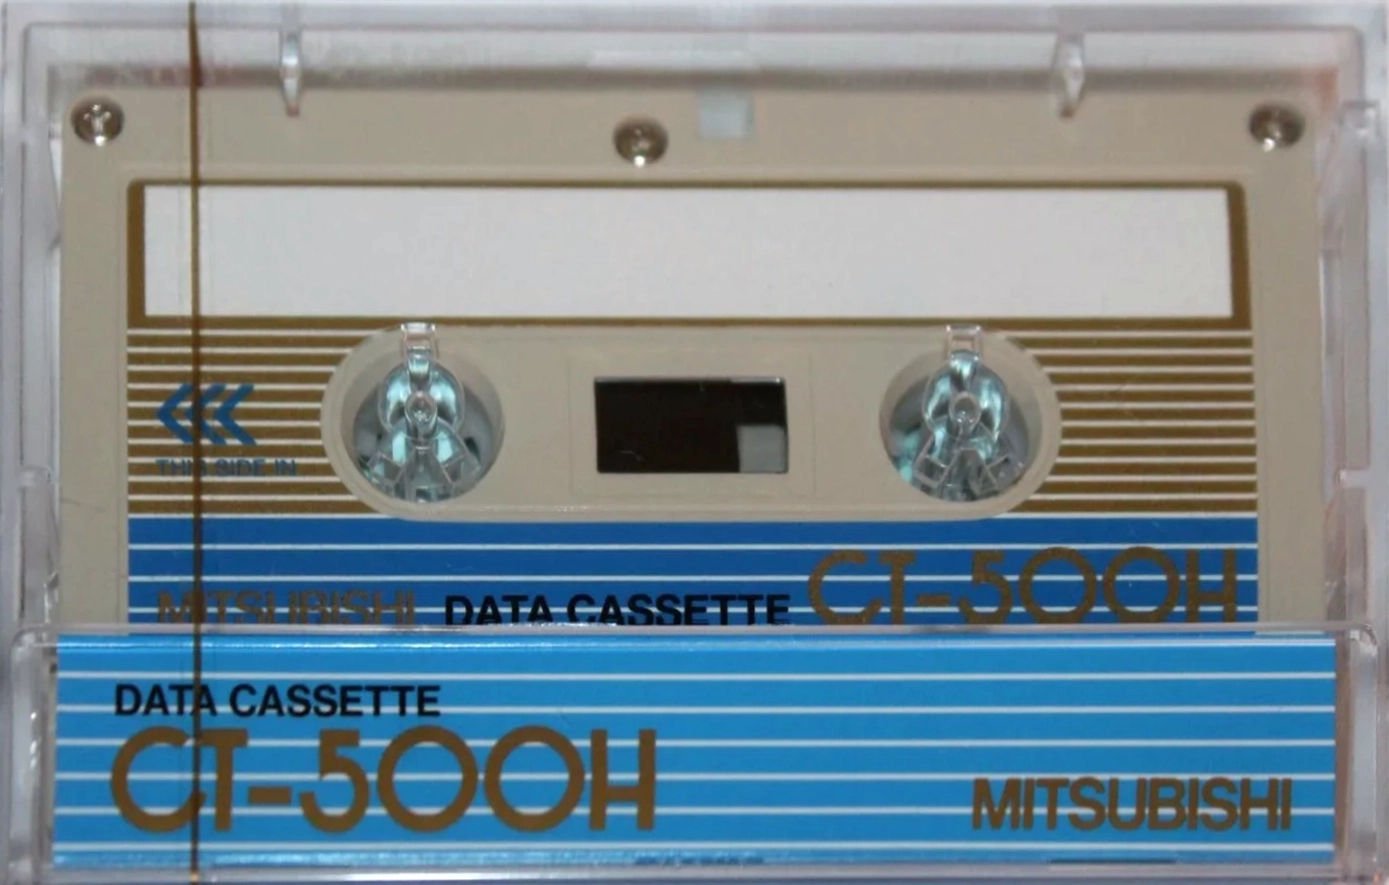 THIS SIDE IN
MITSUBISHI DATA CASSETTE CT-500H
DATA CASSETTE
CT-500H
MITSUBISHI